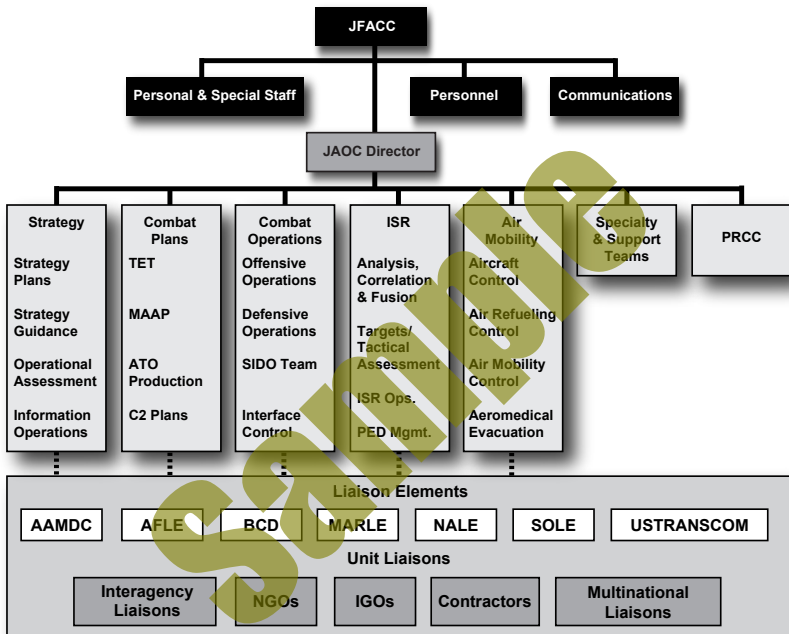 JFACC
Personal & Special Staff
Personnel
Communications
JAOC Director
Strategy
Strategy
Plans
Strategy
Guidance
Operational
Assessment
Information
Operations
Combat
Plans
TET
MAAP
ATO
Production
C2 Plans
Combat
Operations
Offensive
Operations
Defensive
Operations
SIDO Team
Interface
Control
ISR
Analysis,
Correlation
& Fusion
Targets/
Tactical
Assessment
ISR Ops.
PED Mgmt.
Air
Mobility
Aircraft
Control
Air Refueling
Control
Air Mobility
Control
Aeromedical
Evacuation
Specialty
& Support
Teams
PRCC
Liaison Elements
AAMDC
AFLE
BCD
MARLE
NALE
SOLE
USTRANSCOM
Unit Liaisons
Interagency
Liaisons
NGOs
IGOs
Contractors
Multinational
Liaisons
Sample